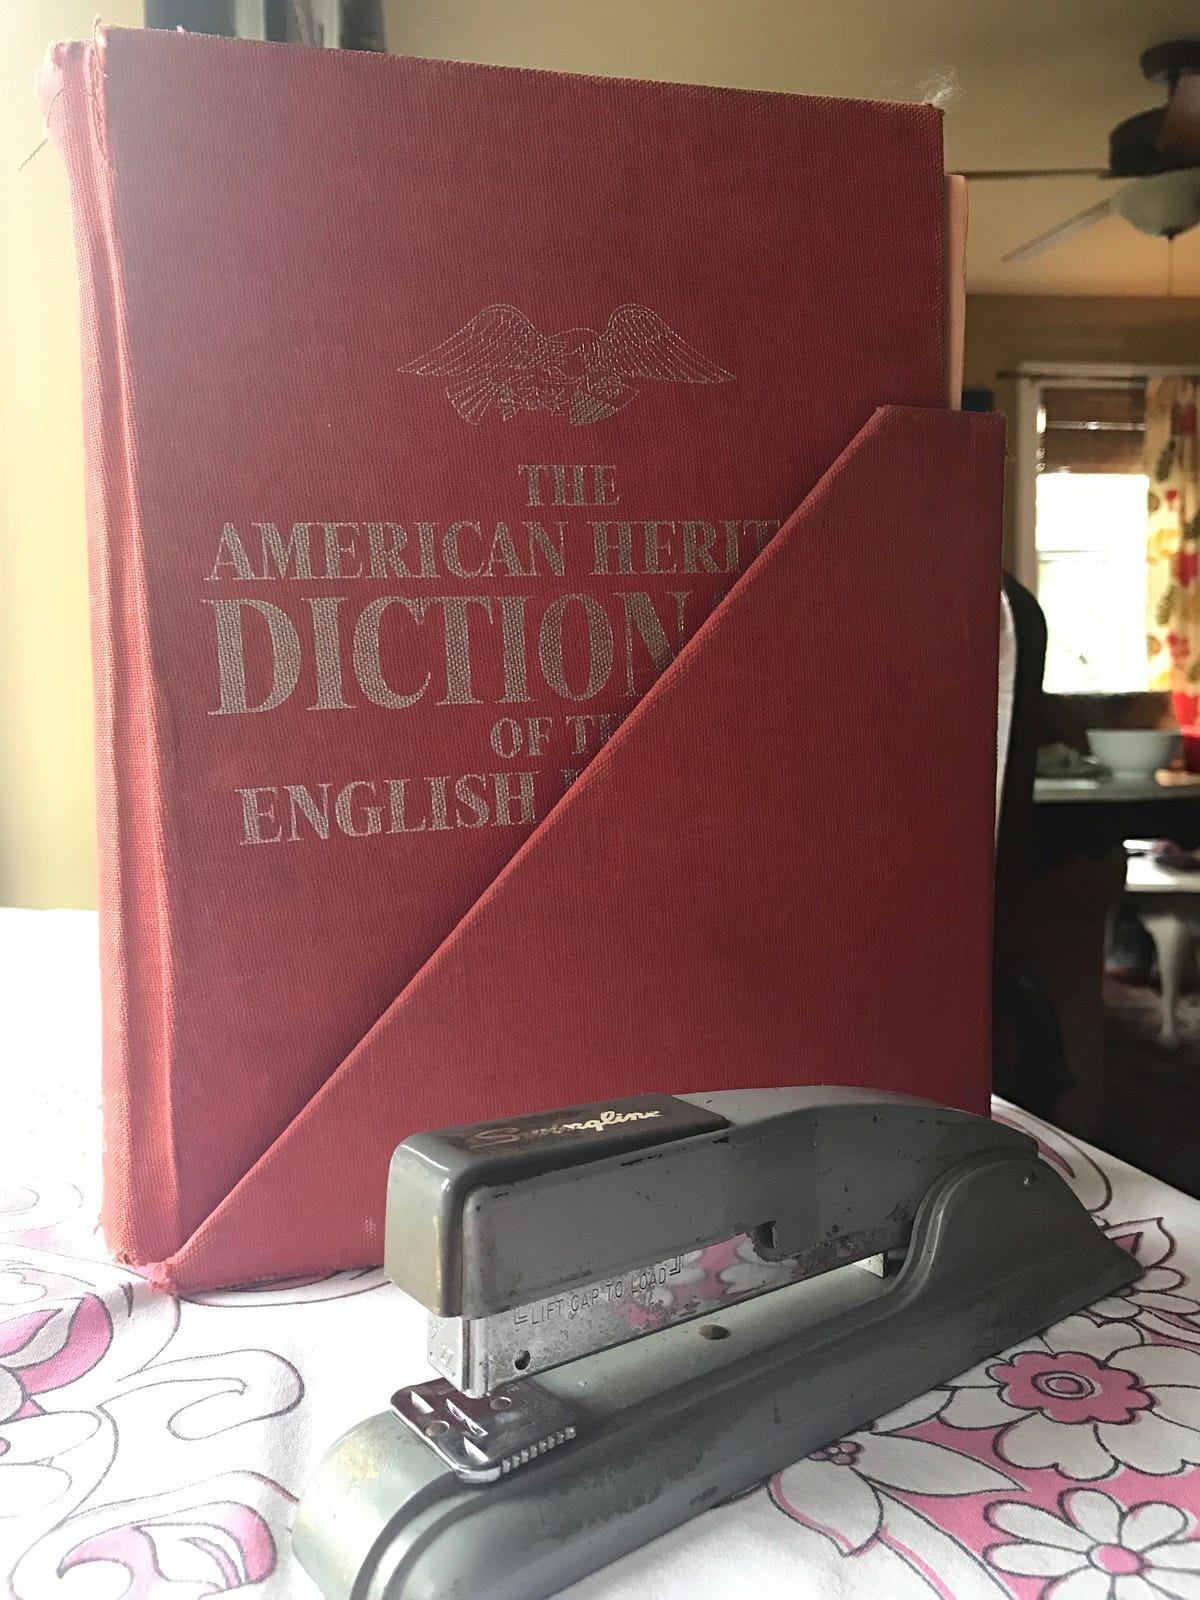 THE
AMERICAN HERIT
DICTION
OF TH
ENGLISH
Swingline
LIFT CAP TO LOAD